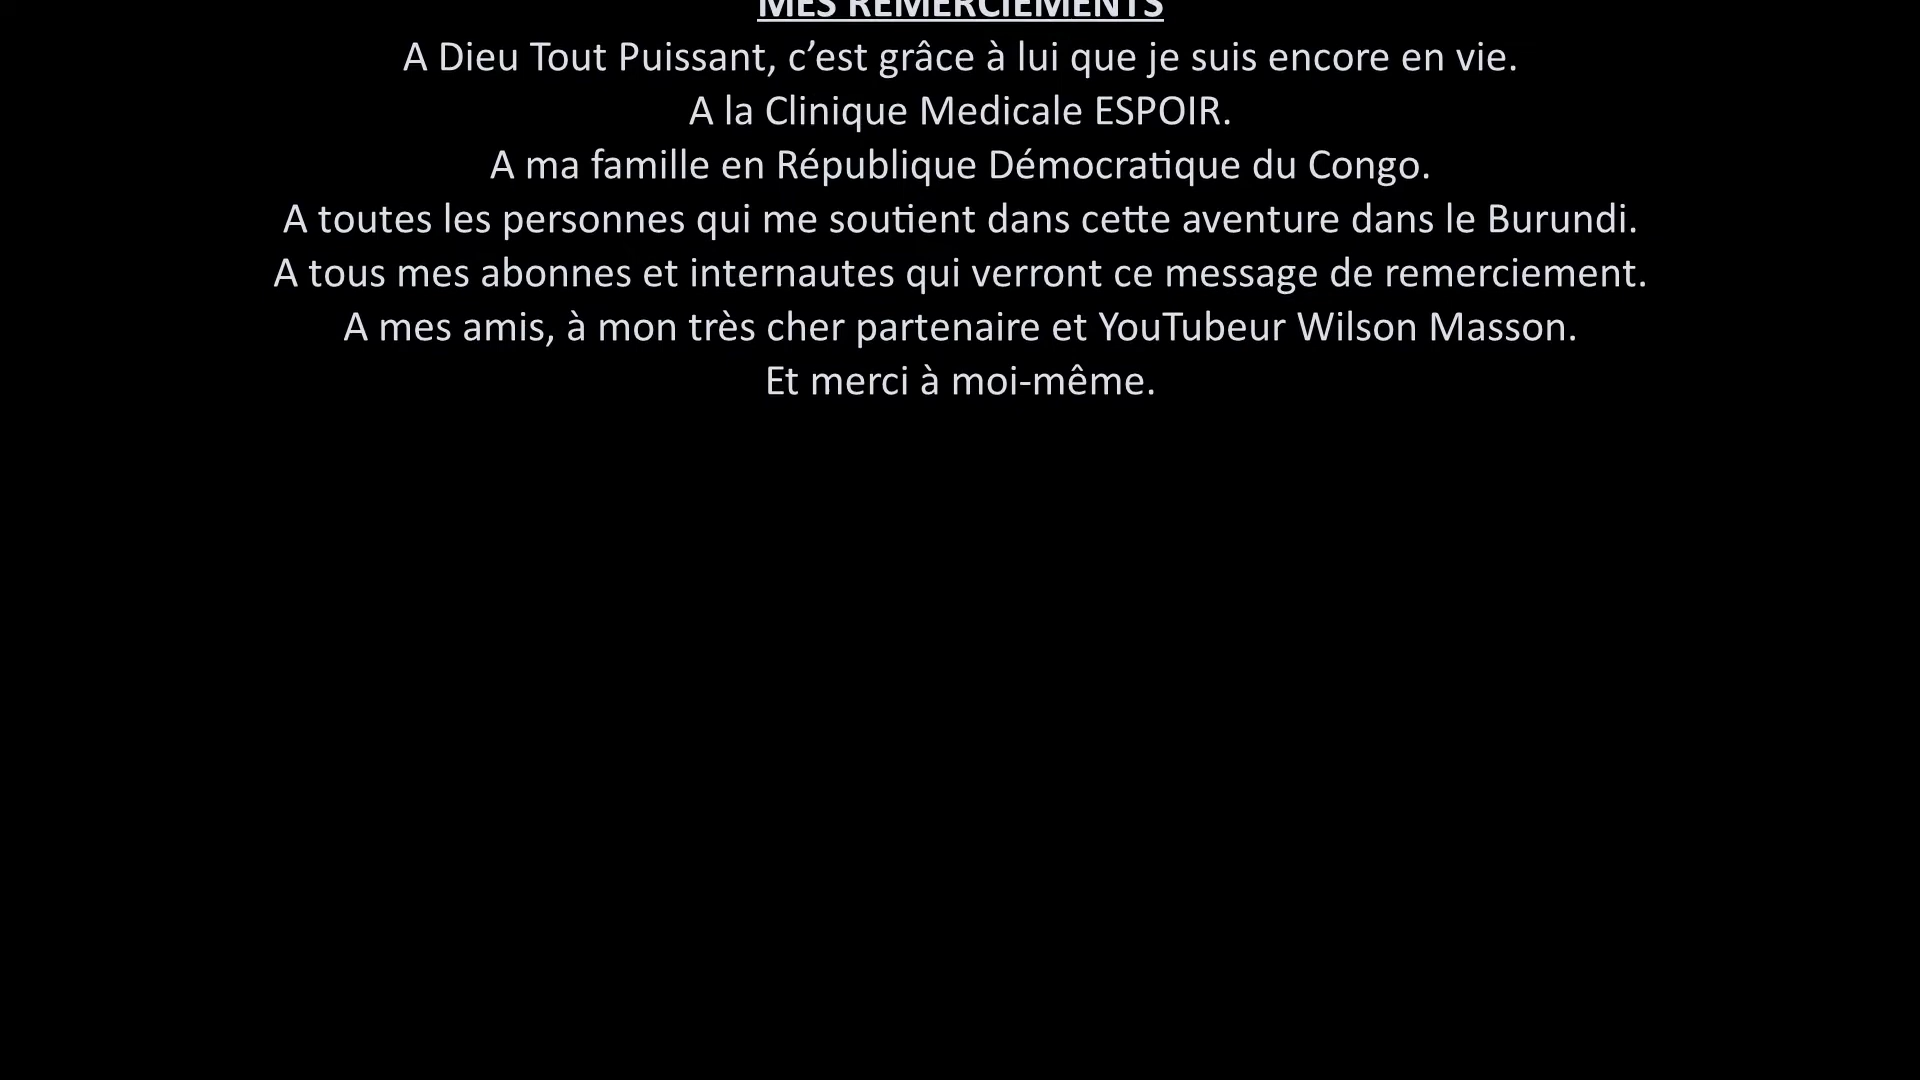 MES REMERCIEMENTS
A Dieu Tout Puissant, c’est grâce à lui que je suis encore en vie.
A la Clinique Medicale ESPOIR.
A ma famille en République Démocratique du Congo.
A toutes les personnes qui me soutient dans cette aventure dans le Burundi.
A tous mes abonnes et internautes qui verront ce message de remerciement.
A mes amis, à mon très cher partenaire et YouTubeur Wilson Masson.
Et merci à moi-même.